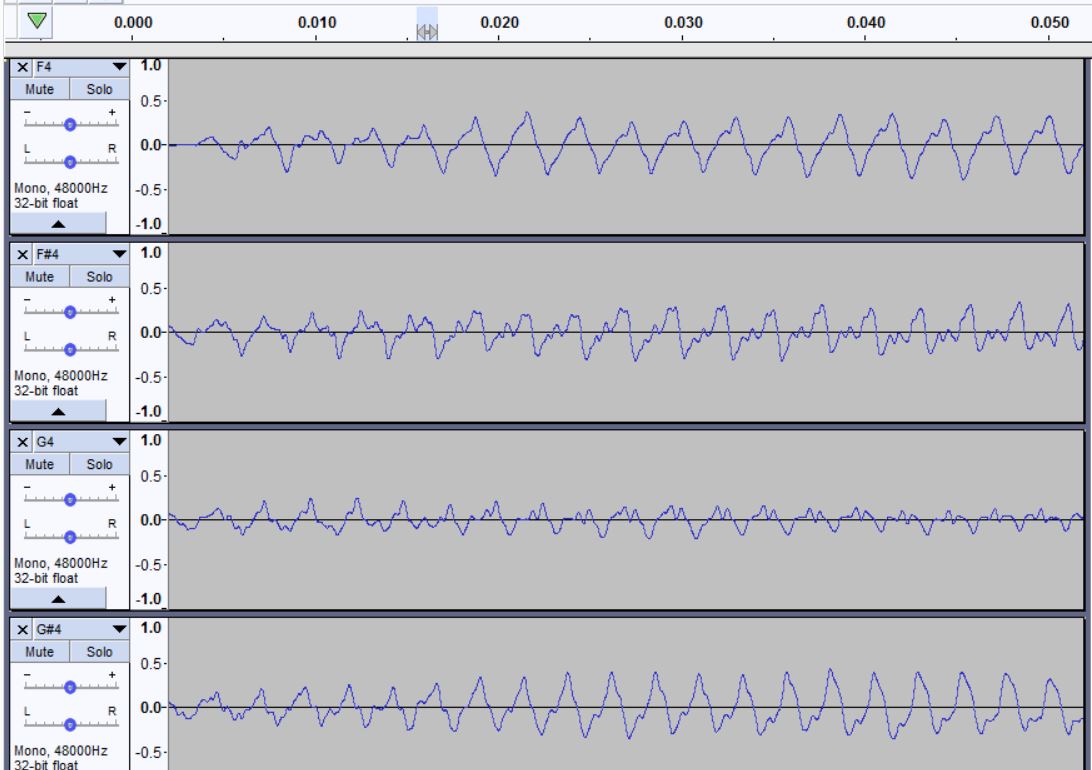 0.000 0.010 0.020 0.030 0.040 0.050
F4 1.0
Mute Solo
0.5
- +
0.0
L R
Mono, 48000Hz -0.5
32-bit float
-1.0
F#4 1.0
Mute Solo
0.5
- +
0.0
L R
Mono, 48000Hz -0.5
32-bit float
-1.0
G4 1.0
Mute Solo
0.5
- +
0.0
L R
Mono, 48000Hz -0.5
32-bit float
-1.0
G#4 1.0
Mute Solo
0.5
- +
0.0
L R
Mono, 48000Hz -0.5
32-bit float